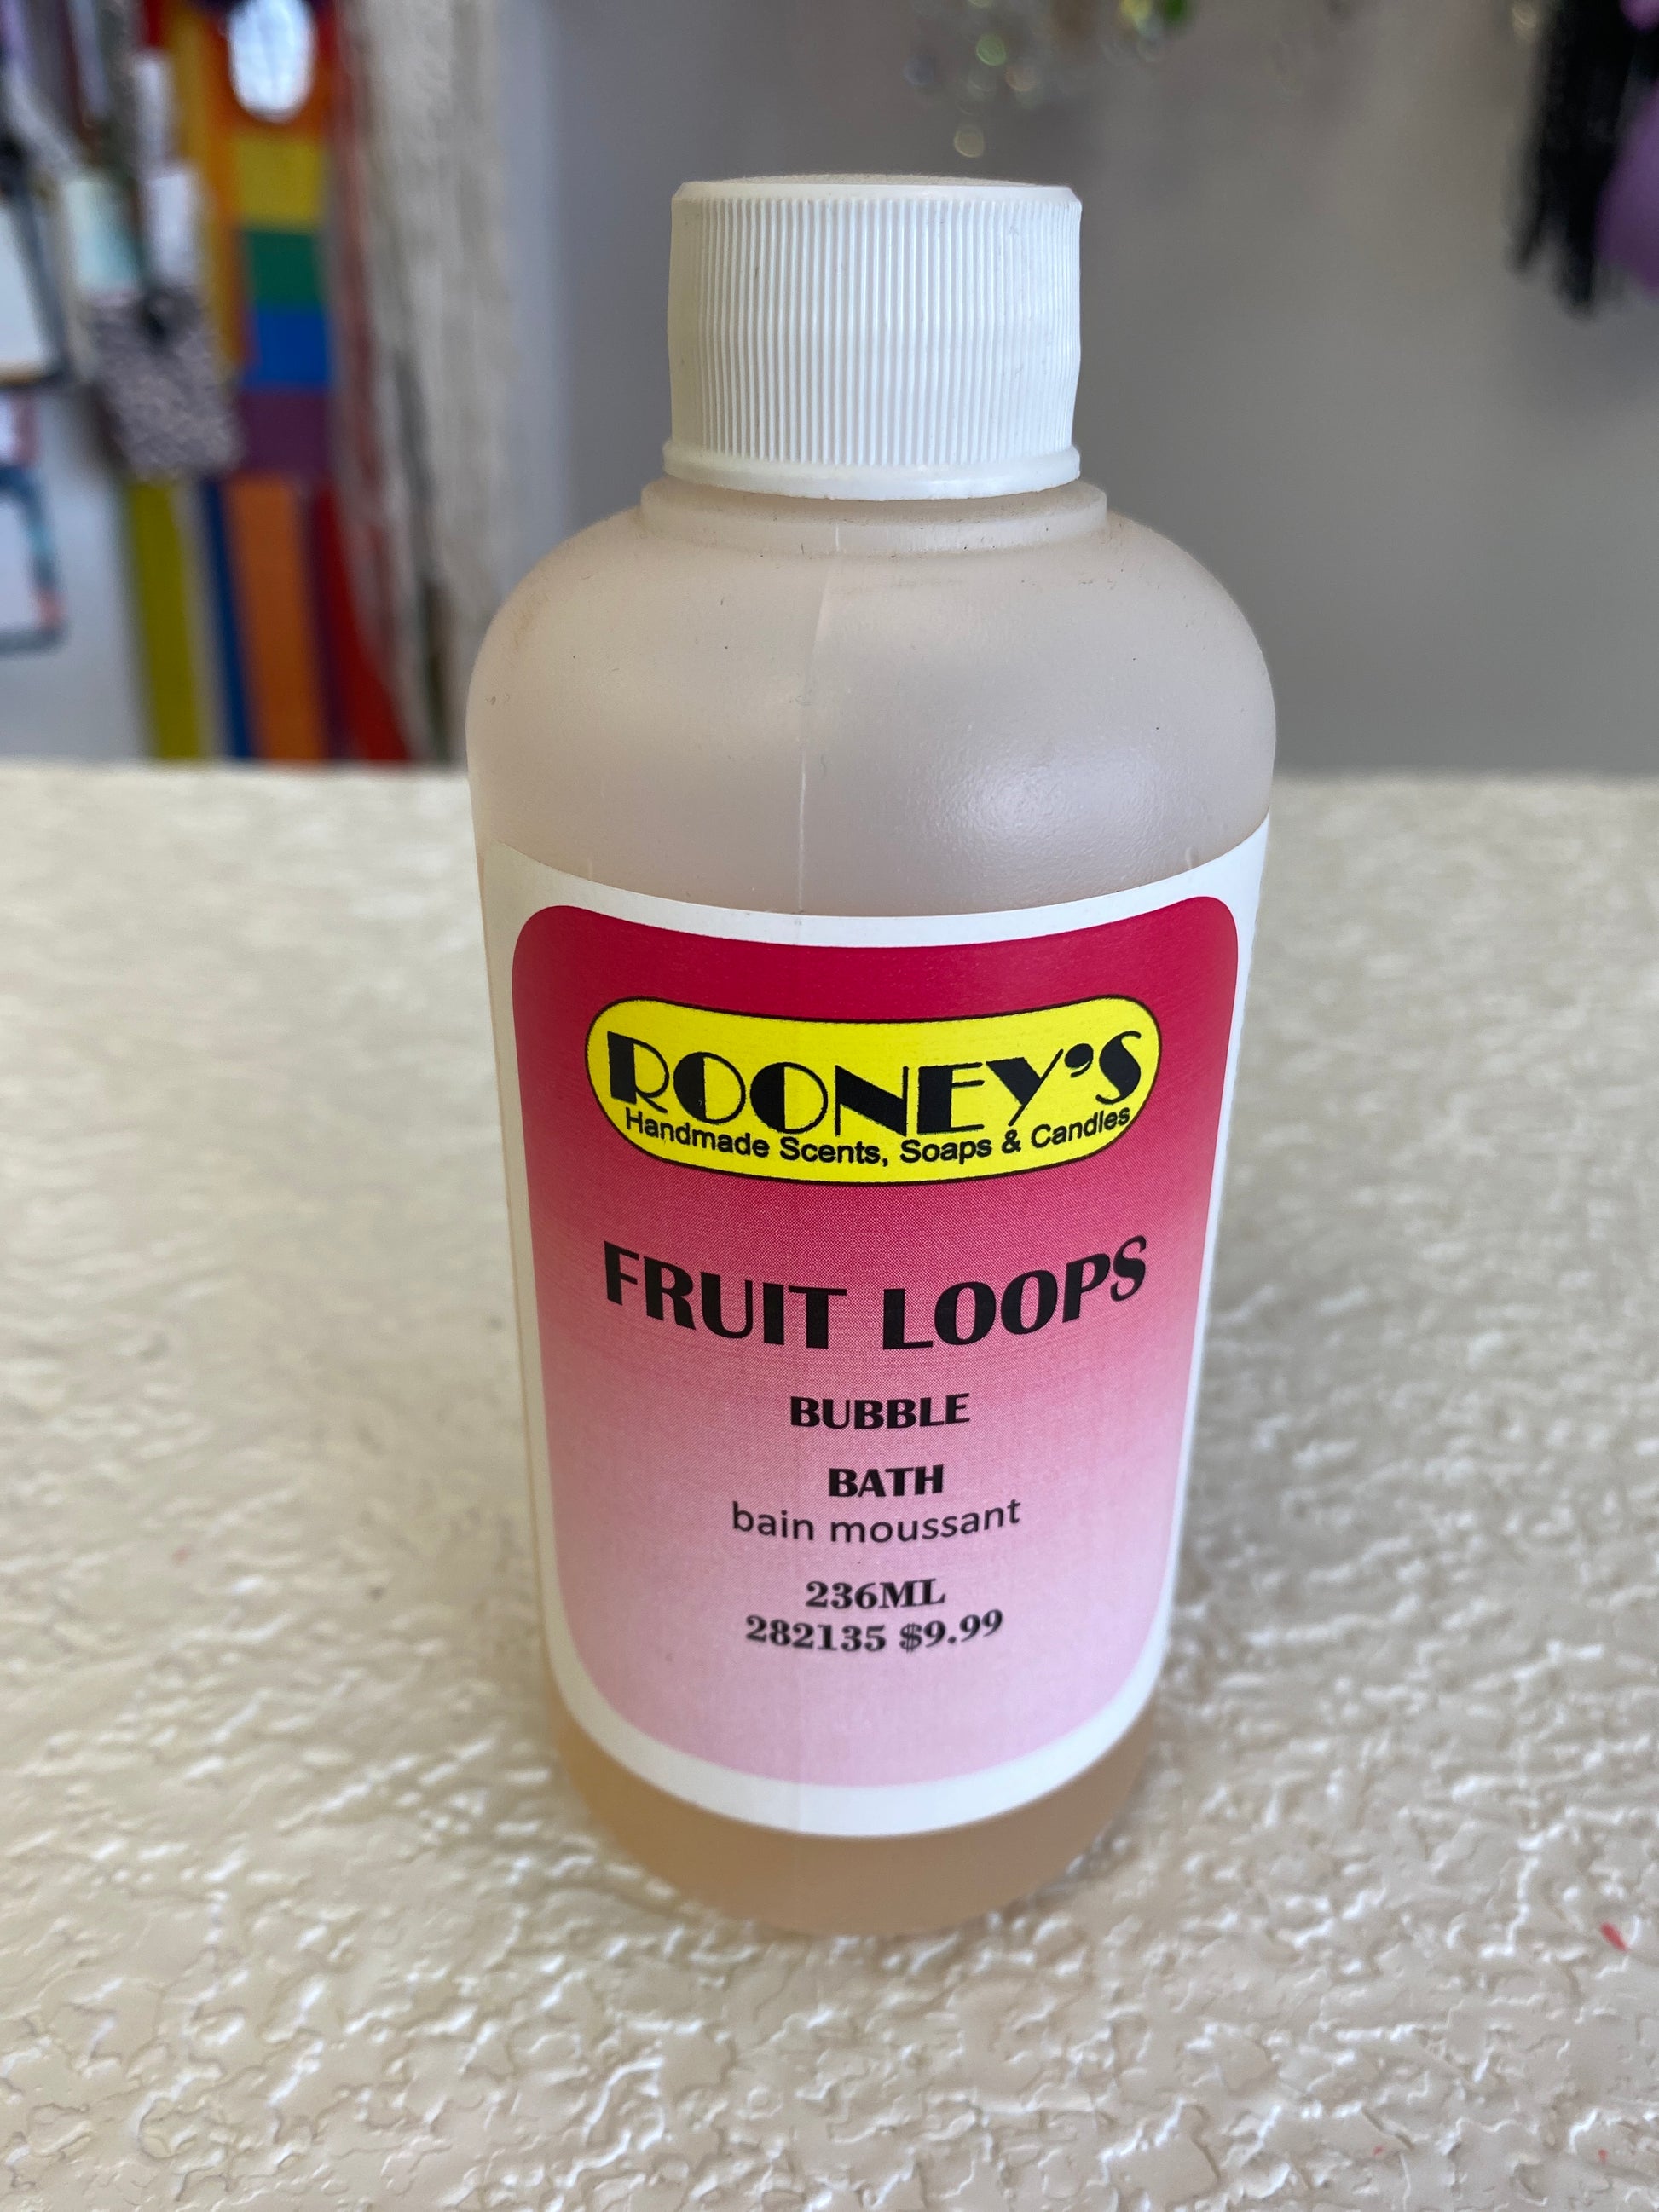 ROONEY'S
Handmade Scents, Soaps & Candles
FRUIT LOOPS
BUBBLE
BATH
bain moussant
236ML
282135 $9.99